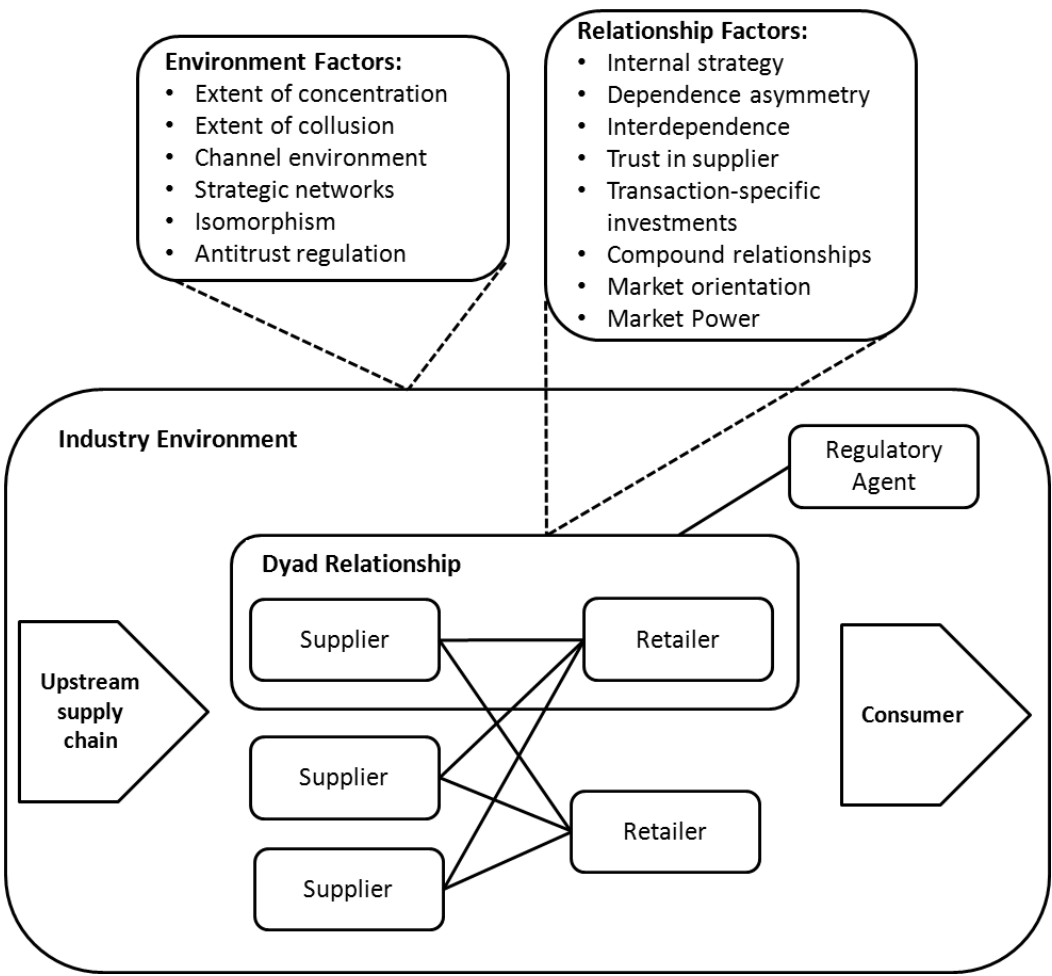 Environment Factors:
• Extent of concentration
• Extent of collusion
• Channel environment
• Strategic networks
• Isomorphism
• Antitrust regulation
Relationship Factors:
• Internal strategy
• Dependence asymmetry
• Interdependence
• Trust in supplier
• Transaction-specific
investments
• Compound relationships
• Market orientation
• Market Power
Industry Environment
Regulatory
Agent
Dyad Relationship
Supplier
Retailer
Upstream
supply
chain
Consumer
Supplier
Retailer
Supplier